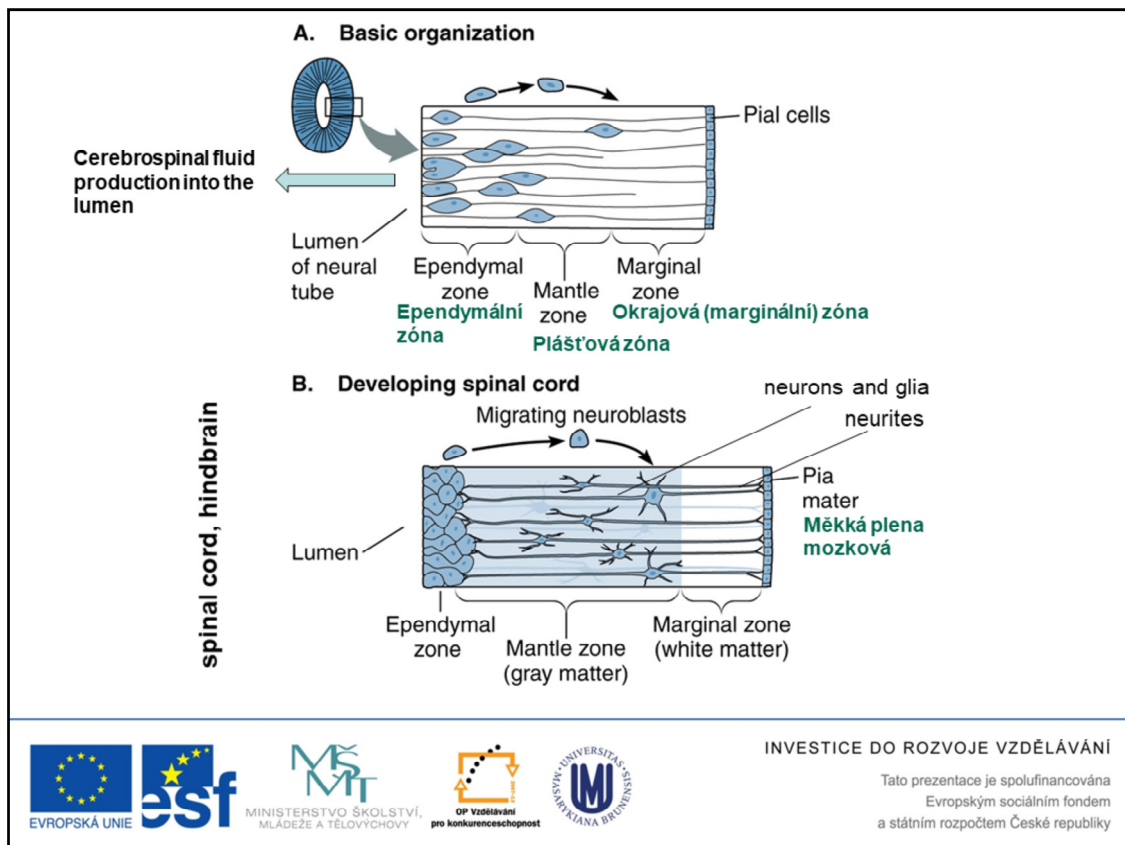 A. Basic organization
Pial cells
Cerebrospinal fluid
production into the
lumen
Lumen
of neural
tube
Ependymal
zone
Mantle
zone
Marginal
zone
Ependymální
zóna
Plášťová zóna
Okrajová (marginální) zóna
B. Developing spinal cord
Migrating neuroblasts
neurons and glia
neurites
spinal cord, hindbrain
Pia
mater
Měkká plena
mozková
Lumen
Ependymal
zone
Mantle zone
(gray matter)
Marginal zone
(white matter)
EVROPSKÁ UNIE
esf
MŠMT
MINISTERSTVO ŠKOLSTVÍ,
MLÁDEŽE A TĚLOVÝCHOVY
2007-13
OP Vzdělávání
pro konkurenceschopnost
UNIVERSITAS MASARYKIANA BRUNENSIS
MU
INVESTICE DO ROZVOJE VZDĚLÁVÁNÍ
Tato prezentace je spolufinancována
Evropským sociálním fondem
a státním rozpočtem České republiky